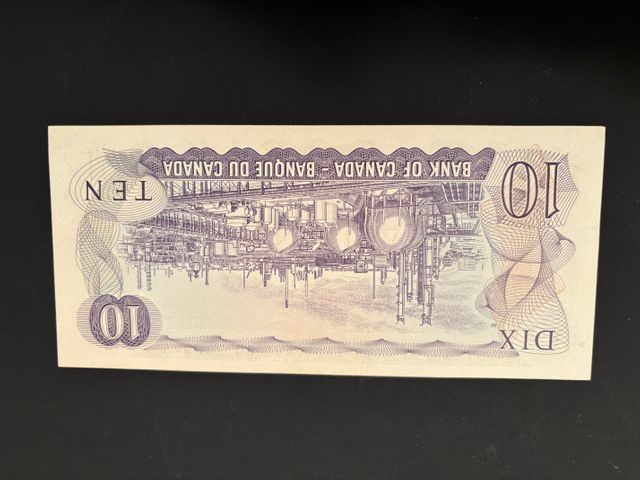 DIX
10
10
TEN
BANK OF CANADA – BANQUE DU CANADA